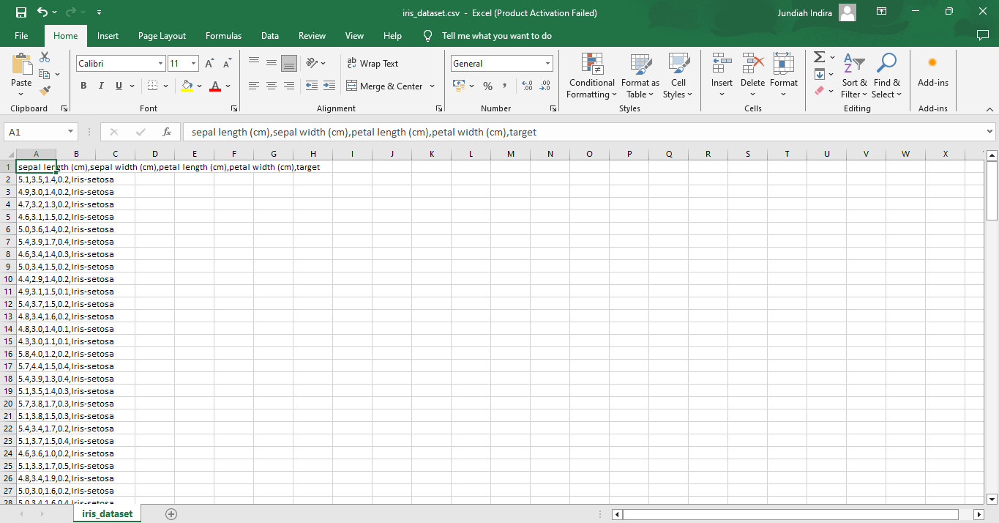 iris_dataset.csv - Excel (Product Activation Failed)
Jundiah Indira
File Home Insert Page Layout Formulas Data Review View Help Tell me what you want to do
Paste
Clipboard
Calibri 11
B I U
Font
Wrap Text
Merge & Center
Alignment
General
%
Number
Conditional Formatting
Format as Table
Cell Styles
Styles
Insert
Delete
Format
Cells
Sort & Filter
Find & Select
Editing
Add-ins
Add-ins
A1 fx sepal length (cm),sepal width (cm),petal length (cm),petal width (cm),target
A B C D E F G H I J K L M N O P Q R S T U V W X
1 sepal length (cm),sepal width (cm),petal length (cm),petal width (cm),target
2 5.1,3.5,1.4,0.2,Iris-setosa
3 4.9,3.0,1.4,0.2,Iris-setosa
4 4.7,3.2,1.3,0.2,Iris-setosa
5 4.6,3.1,1.5,0.2,Iris-setosa
6 5.0,3.6,1.4,0.2,Iris-setosa
7 5.4,3.9,1.7,0.4,Iris-setosa
8 4.6,3.4,1.4,0.3,Iris-setosa
9 5.0,3.4,1.5,0.2,Iris-setosa
10 4.4,2.9,1.4,0.2,Iris-setosa
11 4.9,3.1,1.5,0.1,Iris-setosa
12 5.4,3.7,1.5,0.2,Iris-setosa
13 4.8,3.4,1.6,0.2,Iris-setosa
14 4.8,3.0,1.4,0.1,Iris-setosa
15 4.3,3.0,1.1,0.1,Iris-setosa
16 5.8,4.0,1.2,0.2,Iris-setosa
17 5.7,4.4,1.5,0.4,Iris-setosa
18 5.4,3.9,1.3,0.4,Iris-setosa
19 5.1,3.5,1.4,0.3,Iris-setosa
20 5.7,3.8,1.7,0.3,Iris-setosa
21 5.1,3.8,1.5,0.3,Iris-setosa
22 5.4,3.4,1.7,0.2,Iris-setosa
23 5.1,3.7,1.5,0.4,Iris-setosa
24 4.6,3.6,1.0,0.2,Iris-setosa
25 5.1,3.3,1.7,0.5,Iris-setosa
26 4.8,3.4,1.9,0.2,Iris-setosa
27 5.0,3.0,1.6,0.2,Iris-setosa
28 5.0,3.4,1.6,0.4,Iris-setosa
iris_dataset